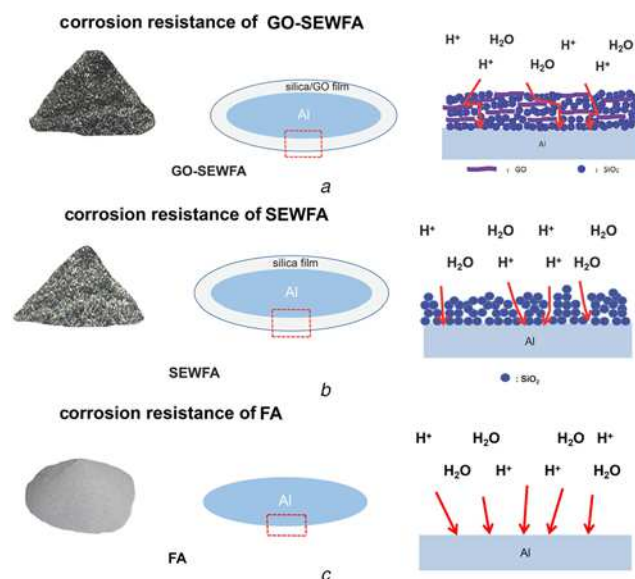 corrosion resistance of GO-SEWFA
H⁺ H₂O H⁺ H₂O
H⁺ H₂O H⁺
silica/GO film
Al
Al
GO-SEWFA
: GO : SiO₂
a
corrosion resistance of SEWFA
H⁺ H₂O H⁺ H₂O
H₂O H⁺ H⁺ H₂O
silica film
Al
Al
SEWFA
: SiO₂
b
corrosion resistance of FA
H⁺ H₂O H₂O H⁺
H₂O H⁺ H⁺ H₂O
Al
Al
FA
c